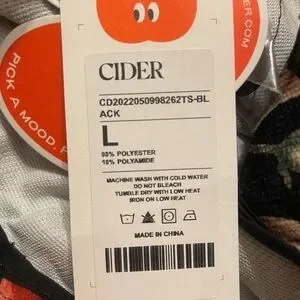 CIDER
CD2022050998262TS-BL
ACK
L
90% POLYESTER
10% POLYAMIDE
MACHINE WASH WITH COLD WATER
DO NOT BLEACH
TUMBLE DRY WITH LOW HEAT
IRON ON LOW HEAT
MADE IN CHINA
PICK A MOOD,
.COM